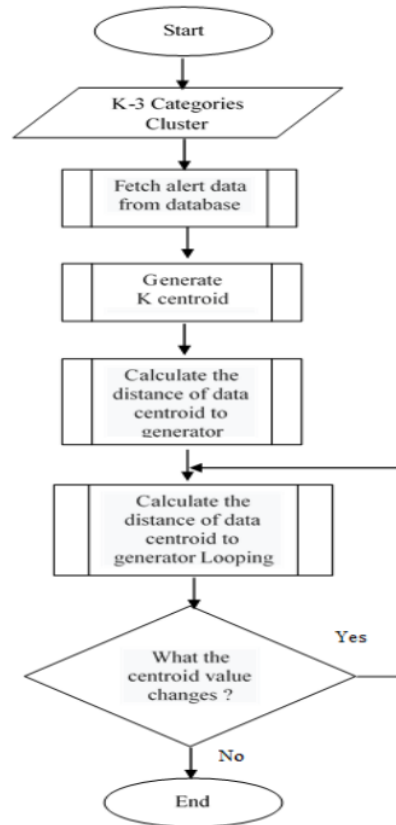 Start
K-3 Categories
Cluster
Fetch alert data
from database
Generate
K centroid
Calculate the
distance of data
centroid to
generator
Calculate the
distance of data
centroid to
generator Looping
What the
centroid value
changes ?
Yes
No
End